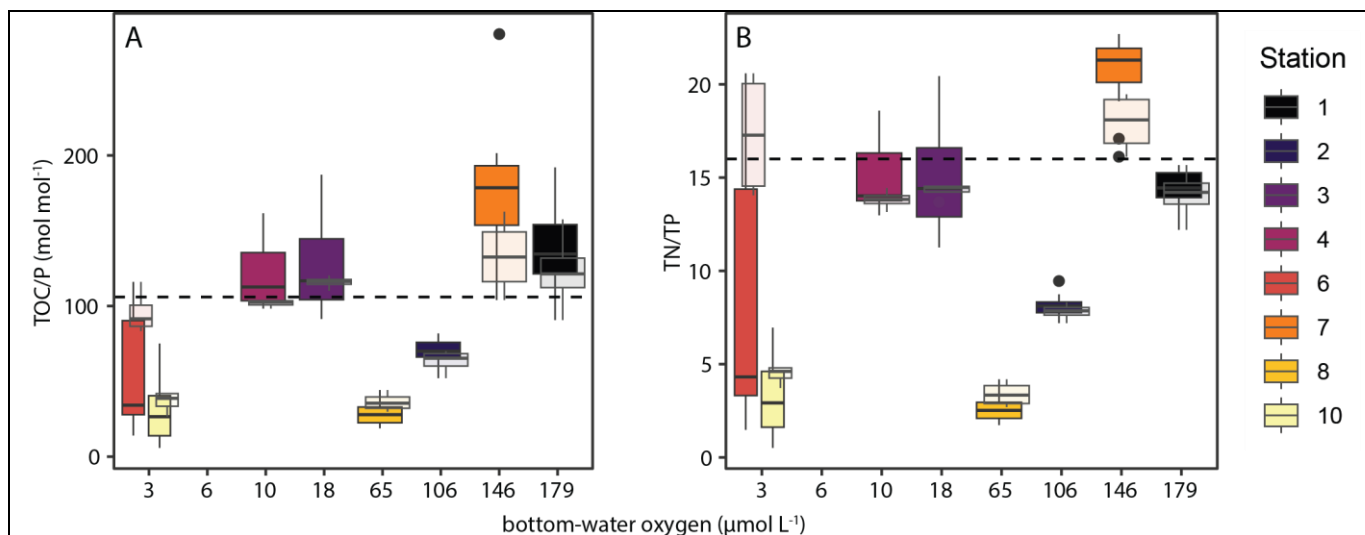 A
TOC/P (mol mol⁻¹)
200
100
0
3 6 10 18 65 106 146 179
B
TN/TP
20
15
10
5
0
3 6 10 18 65 106 146 179
bottom-water oxygen (µmol L⁻¹)
Station
1
2
3
4
6
7
8
10